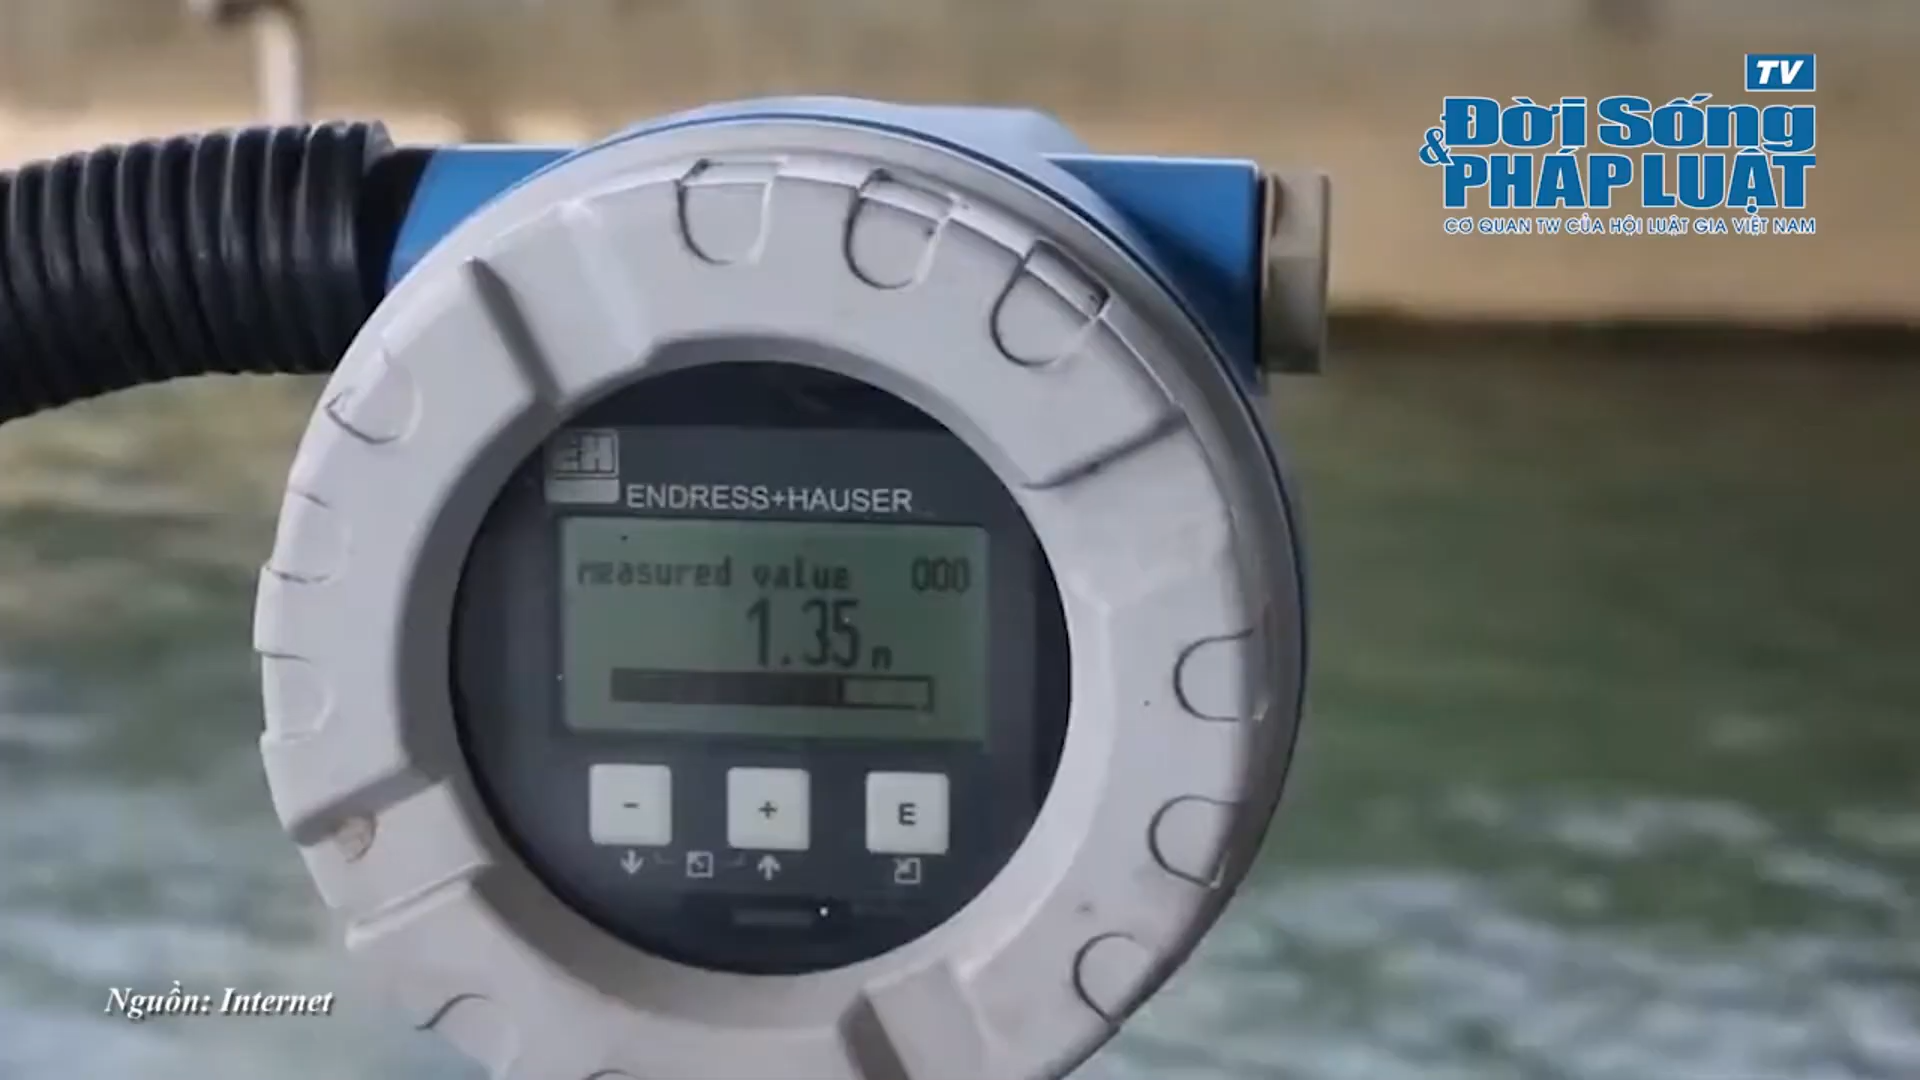 TV
Đời Sống
& PHÁP LUẬT
CƠ QUAN TW CỦA HỘI LUẬT GIA VIỆT NAM
EH
ENDRESS+HAUSER
measured value 000
1.35 m
- + E
Nguồn: Internet